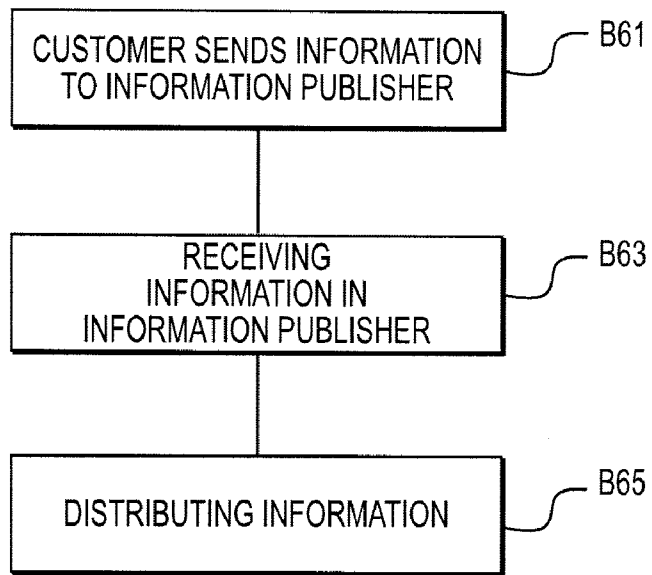 CUSTOMER SENDS INFORMATION
TO INFORMATION PUBLISHER
B61
RECEIVING
INFORMATION IN
INFORMATION PUBLISHER
B63
DISTRIBUTING INFORMATION
B65